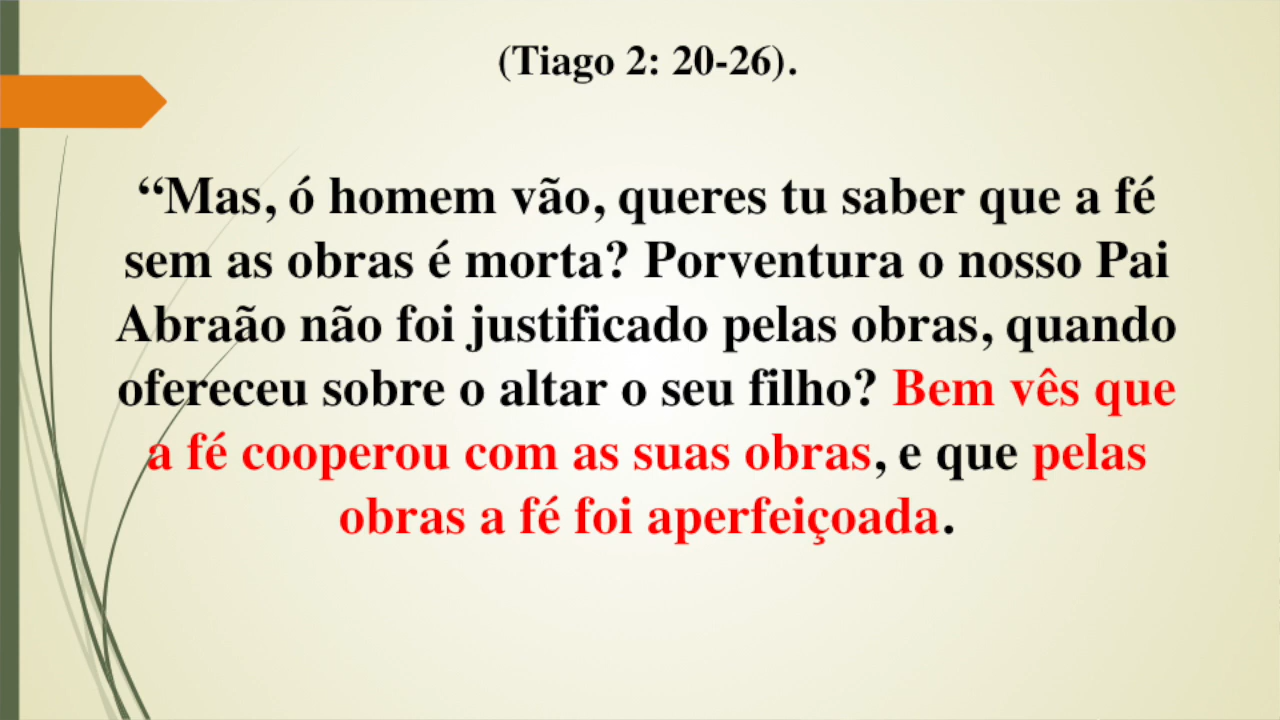 (Tiago 2: 20-26).
“Mas, ó homem vão, queres tu saber que a fé
sem as obras é morta? Porventura o nosso Pai
Abraão não foi justificado pelas obras, quando
ofereceu sobre o altar o seu filho? Bem vês que
a fé cooperou com as suas obras, e que pelas
obras a fé foi aperfeiçoada.